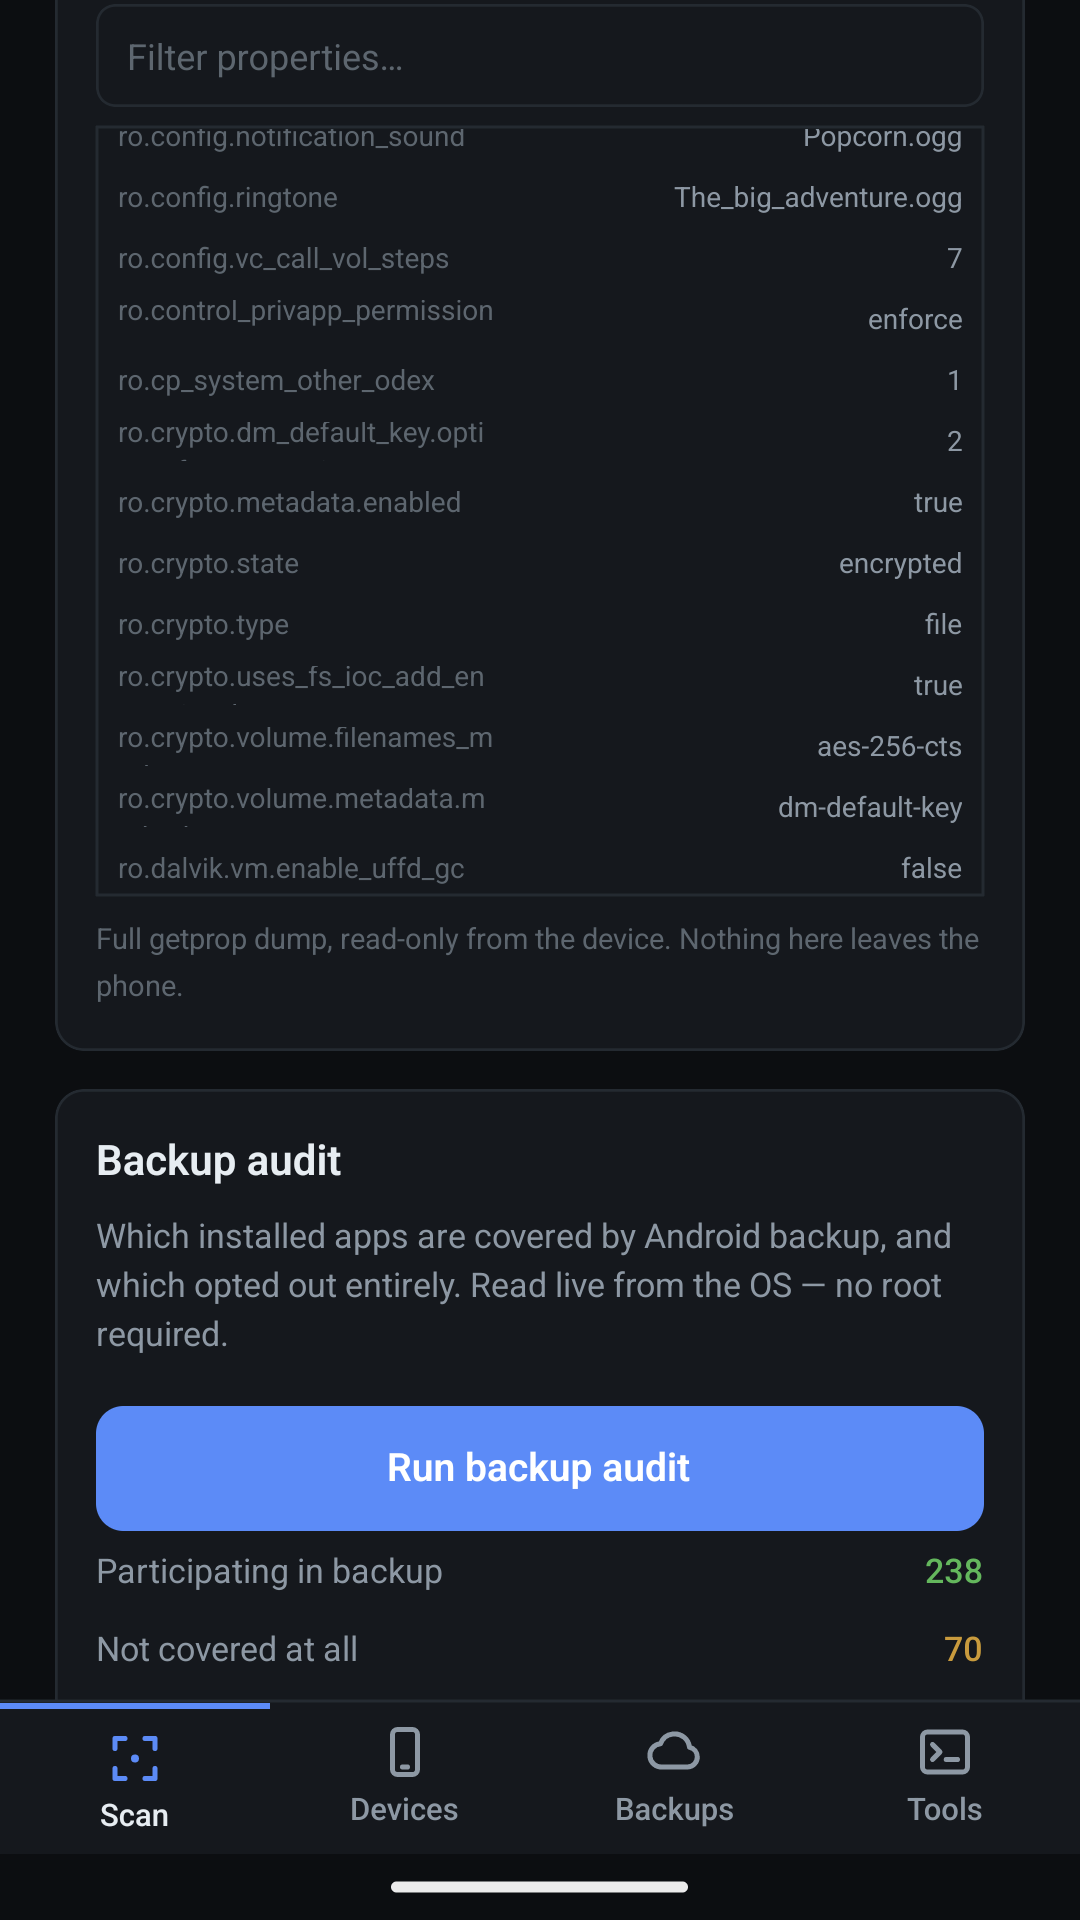 Filter properties…
ro.config.notification_sound Popcorn.ogg
ro.config.ringtone The_big_adventure.ogg
ro.config.vc_call_vol_steps 7
ro.control_privapp_permission enforce
ro.cp_system_other_odex 1
ro.crypto.dm_default_key.opti 2
ro.crypto.metadata.enabled true
ro.crypto.state encrypted
ro.crypto.type file
ro.crypto.uses_fs_ioc_add_en true
ro.crypto.volume.filenames_m aes-256-cts
ro.crypto.volume.metadata.m dm-default-key
ro.dalvik.vm.enable_uffd_gc false
Full getprop dump, read-only from the device. Nothing here leaves the
phone.
Backup audit
Which installed apps are covered by Android backup, and
which opted out entirely. Read live from the OS — no root
required.
Run backup audit
Participating in backup 238
Not covered at all 70
Scan Devices Backups Tools